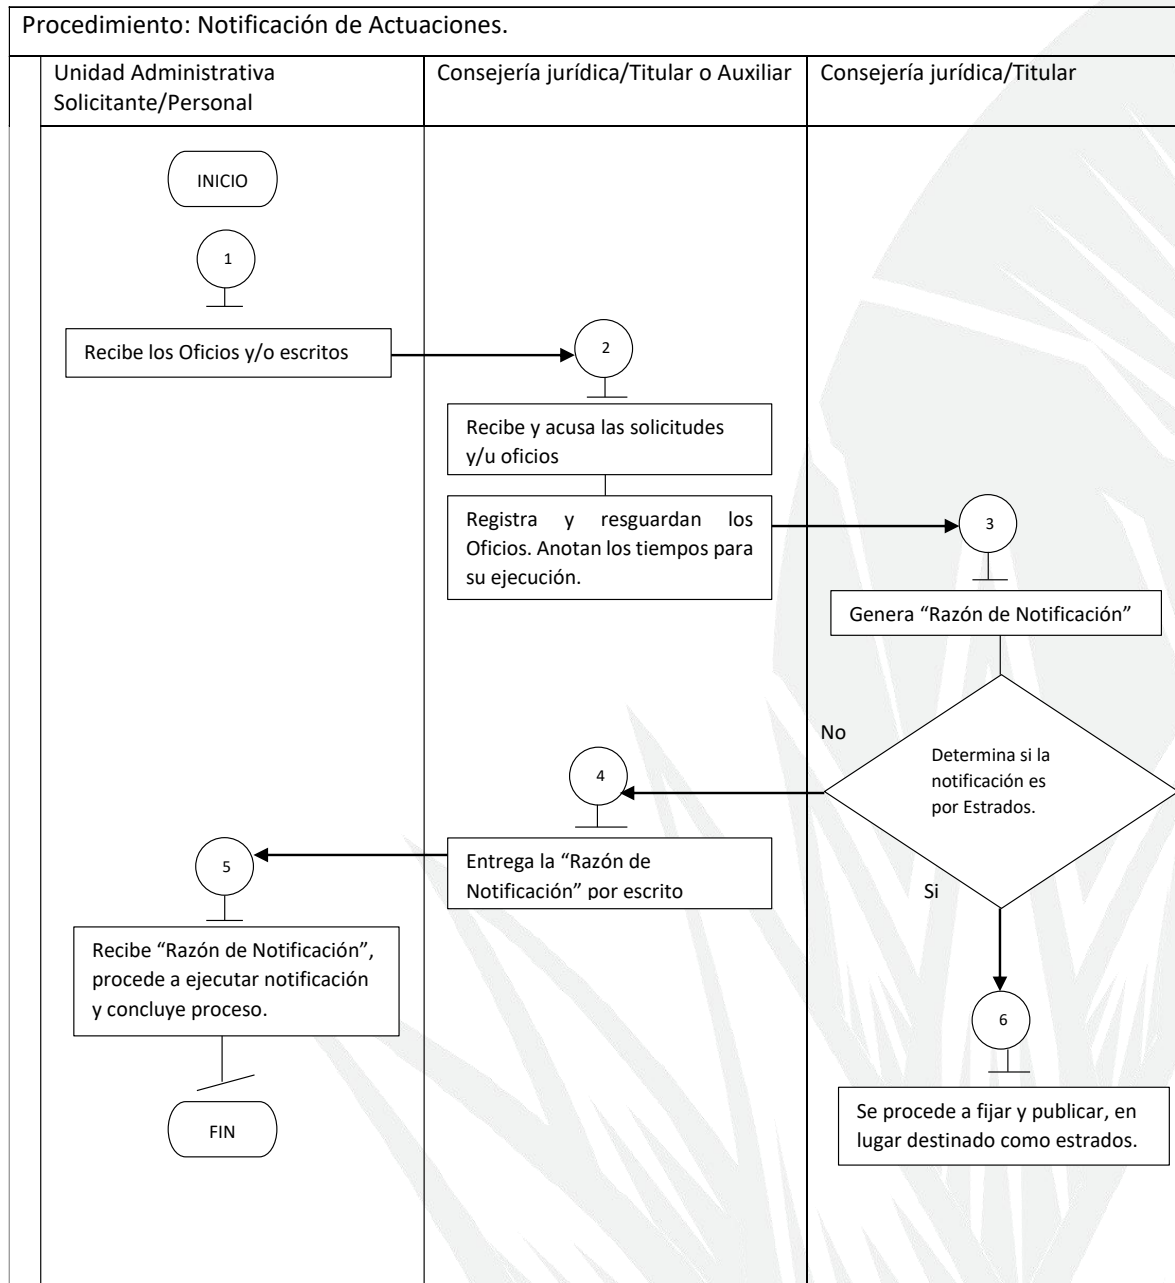 Procedimiento: Notificación de Actuaciones.
Unidad Administrativa
Solicitante/Personal
Consejería jurídica/Titular o Auxiliar
Consejería jurídica/Titular
INICIO
1
Recibe los Oficios y/o escritos
2
Recibe y acusa las solicitudes
y/u oficios
Registra y resguardan los
Oficios. Anotan los tiempos para
su ejecución.
3
Genera “Razón de Notificación”
Determina si la
notificación es
por Estrados.
No
4
Entrega la “Razón de
Notificación” por escrito
5
Recibe “Razón de Notificación”,
procede a ejecutar notificación
y concluye proceso.
FIN
Si
6
Se procede a fijar y publicar, en
lugar destinado como estrados.